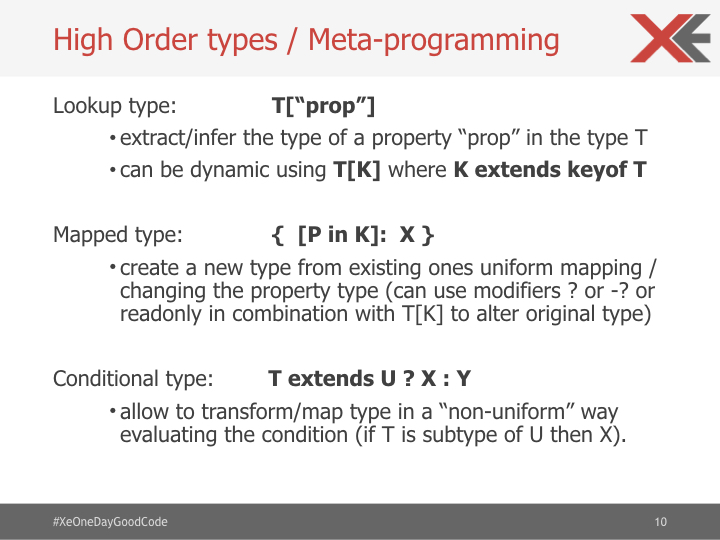 High Order types / Meta-programming
XE
Lookup type: T[“prop”]
• extract/infer the type of a property “prop” in the type T
• can be dynamic using T[K] where K extends keyof T
Mapped type: { [P in K]: X }
• create a new type from existing ones uniform mapping /
changing the property type (can use modifiers ? or -? or
readonly in combination with T[K] to alter original type)
Conditional type: T extends U ? X : Y
• allow to transform/map type in a “non-uniform” way
evaluating the condition (if T is subtype of U then X).
#XeOneDayGoodCode 10